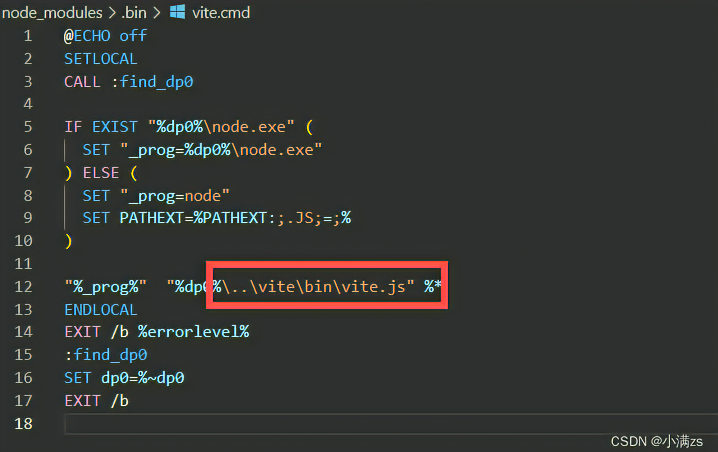 node_modules > .bin > vite.cmd
1 @ECHO off
2 SETLOCAL
3 CALL :find_dp0
4
5 IF EXIST "%dp0%\node.exe" (
6 SET "_prog=%dp0%\node.exe"
7 ) ELSE (
8 SET "_prog=node"
9 SET PATHEXT=%PATHEXT:;.JS;=;%
10 )
11
12 "%_prog%"  "%dp0%\..\vite\bin\vite.js" %*
13 ENDLOCAL
14 EXIT /b %errorlevel%
15 :find_dp0
16 SET dp0=%~dp0
17 EXIT /b
18
CSDN @小满zs